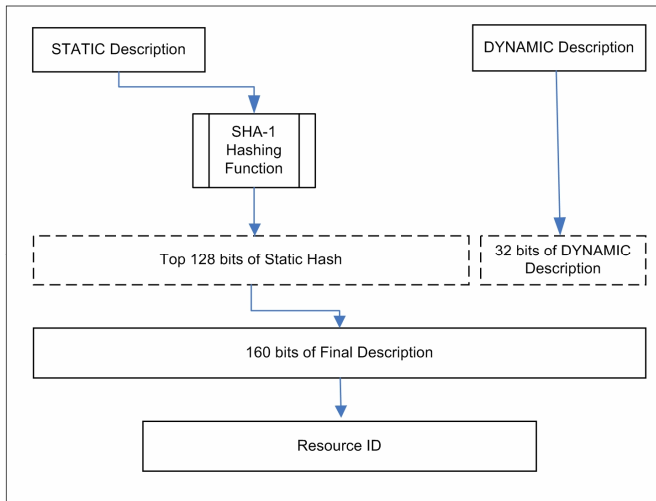 STATIC Description
DYNAMIC Description
SHA-1
Hashing
Function
Top 128 bits of Static Hash
32 bits of DYNAMIC
Description
160 bits of Final Description
Resource ID